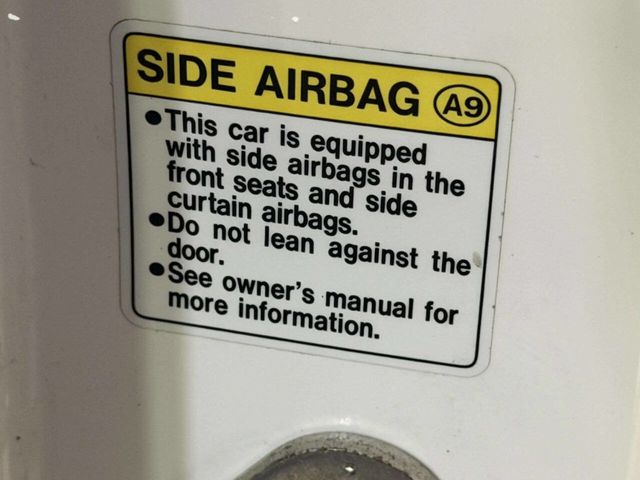 SIDE AIRBAG A9
●This car is equipped
with side airbags in the
front seats and side
curtain airbags.
●Do not lean against the
door.
●See owner's manual for
more information.